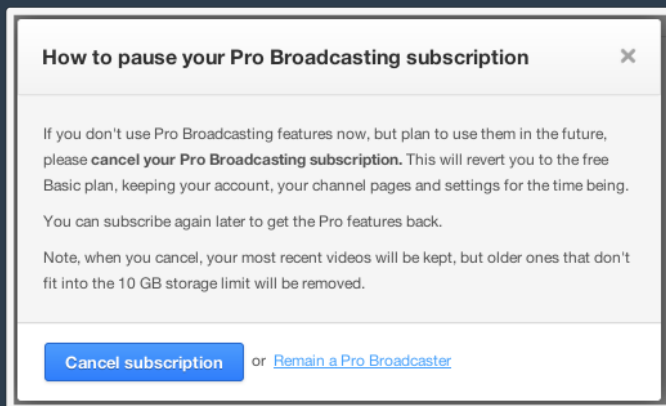 How to pause your Pro Broadcasting subscription
If you don't use Pro Broadcasting features now, but plan to use them in the future,
please cancel your Pro Broadcasting subscription. This will revert you to the free
Basic plan, keeping your account, your channel pages and settings for the time being.
You can subscribe again later to get the Pro features back.
Note, when you cancel, your most recent videos will be kept, but older ones that don't
fit into the 10 GB storage limit will be removed.
Cancel subscription or Remain a Pro Broadcaster